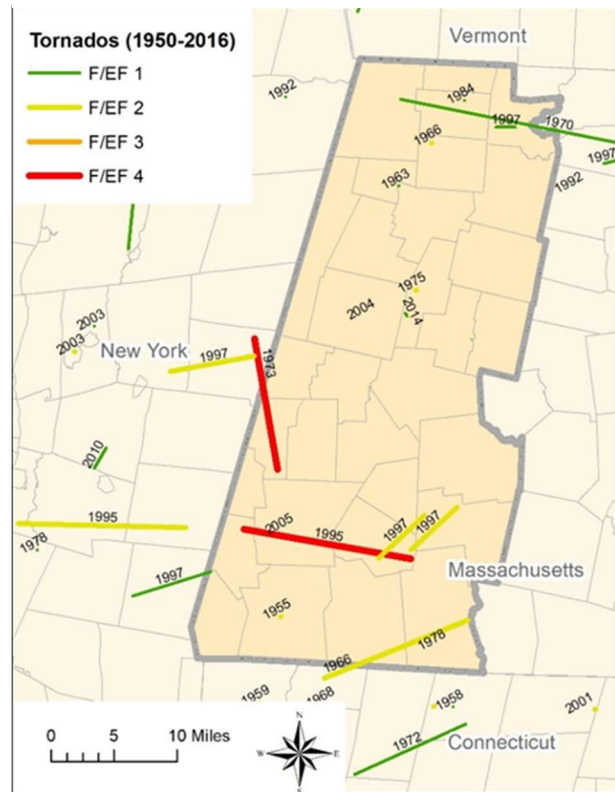 Tornados (1950-2016)
F/EF 1
F/EF 2
F/EF 3
F/EF 4
Vermont
1992
1984
1997
1970
1966
1997
1963
1992
1975
2004
2014
2003
2003
New York
1997
1973
2010
1995
2005
1995
1997
1997
1978
1997
Massachusetts
1955
1978
1966
1959
1968
1958
2001
1972
Connecticut
0 5 10 Miles
N
W E
S